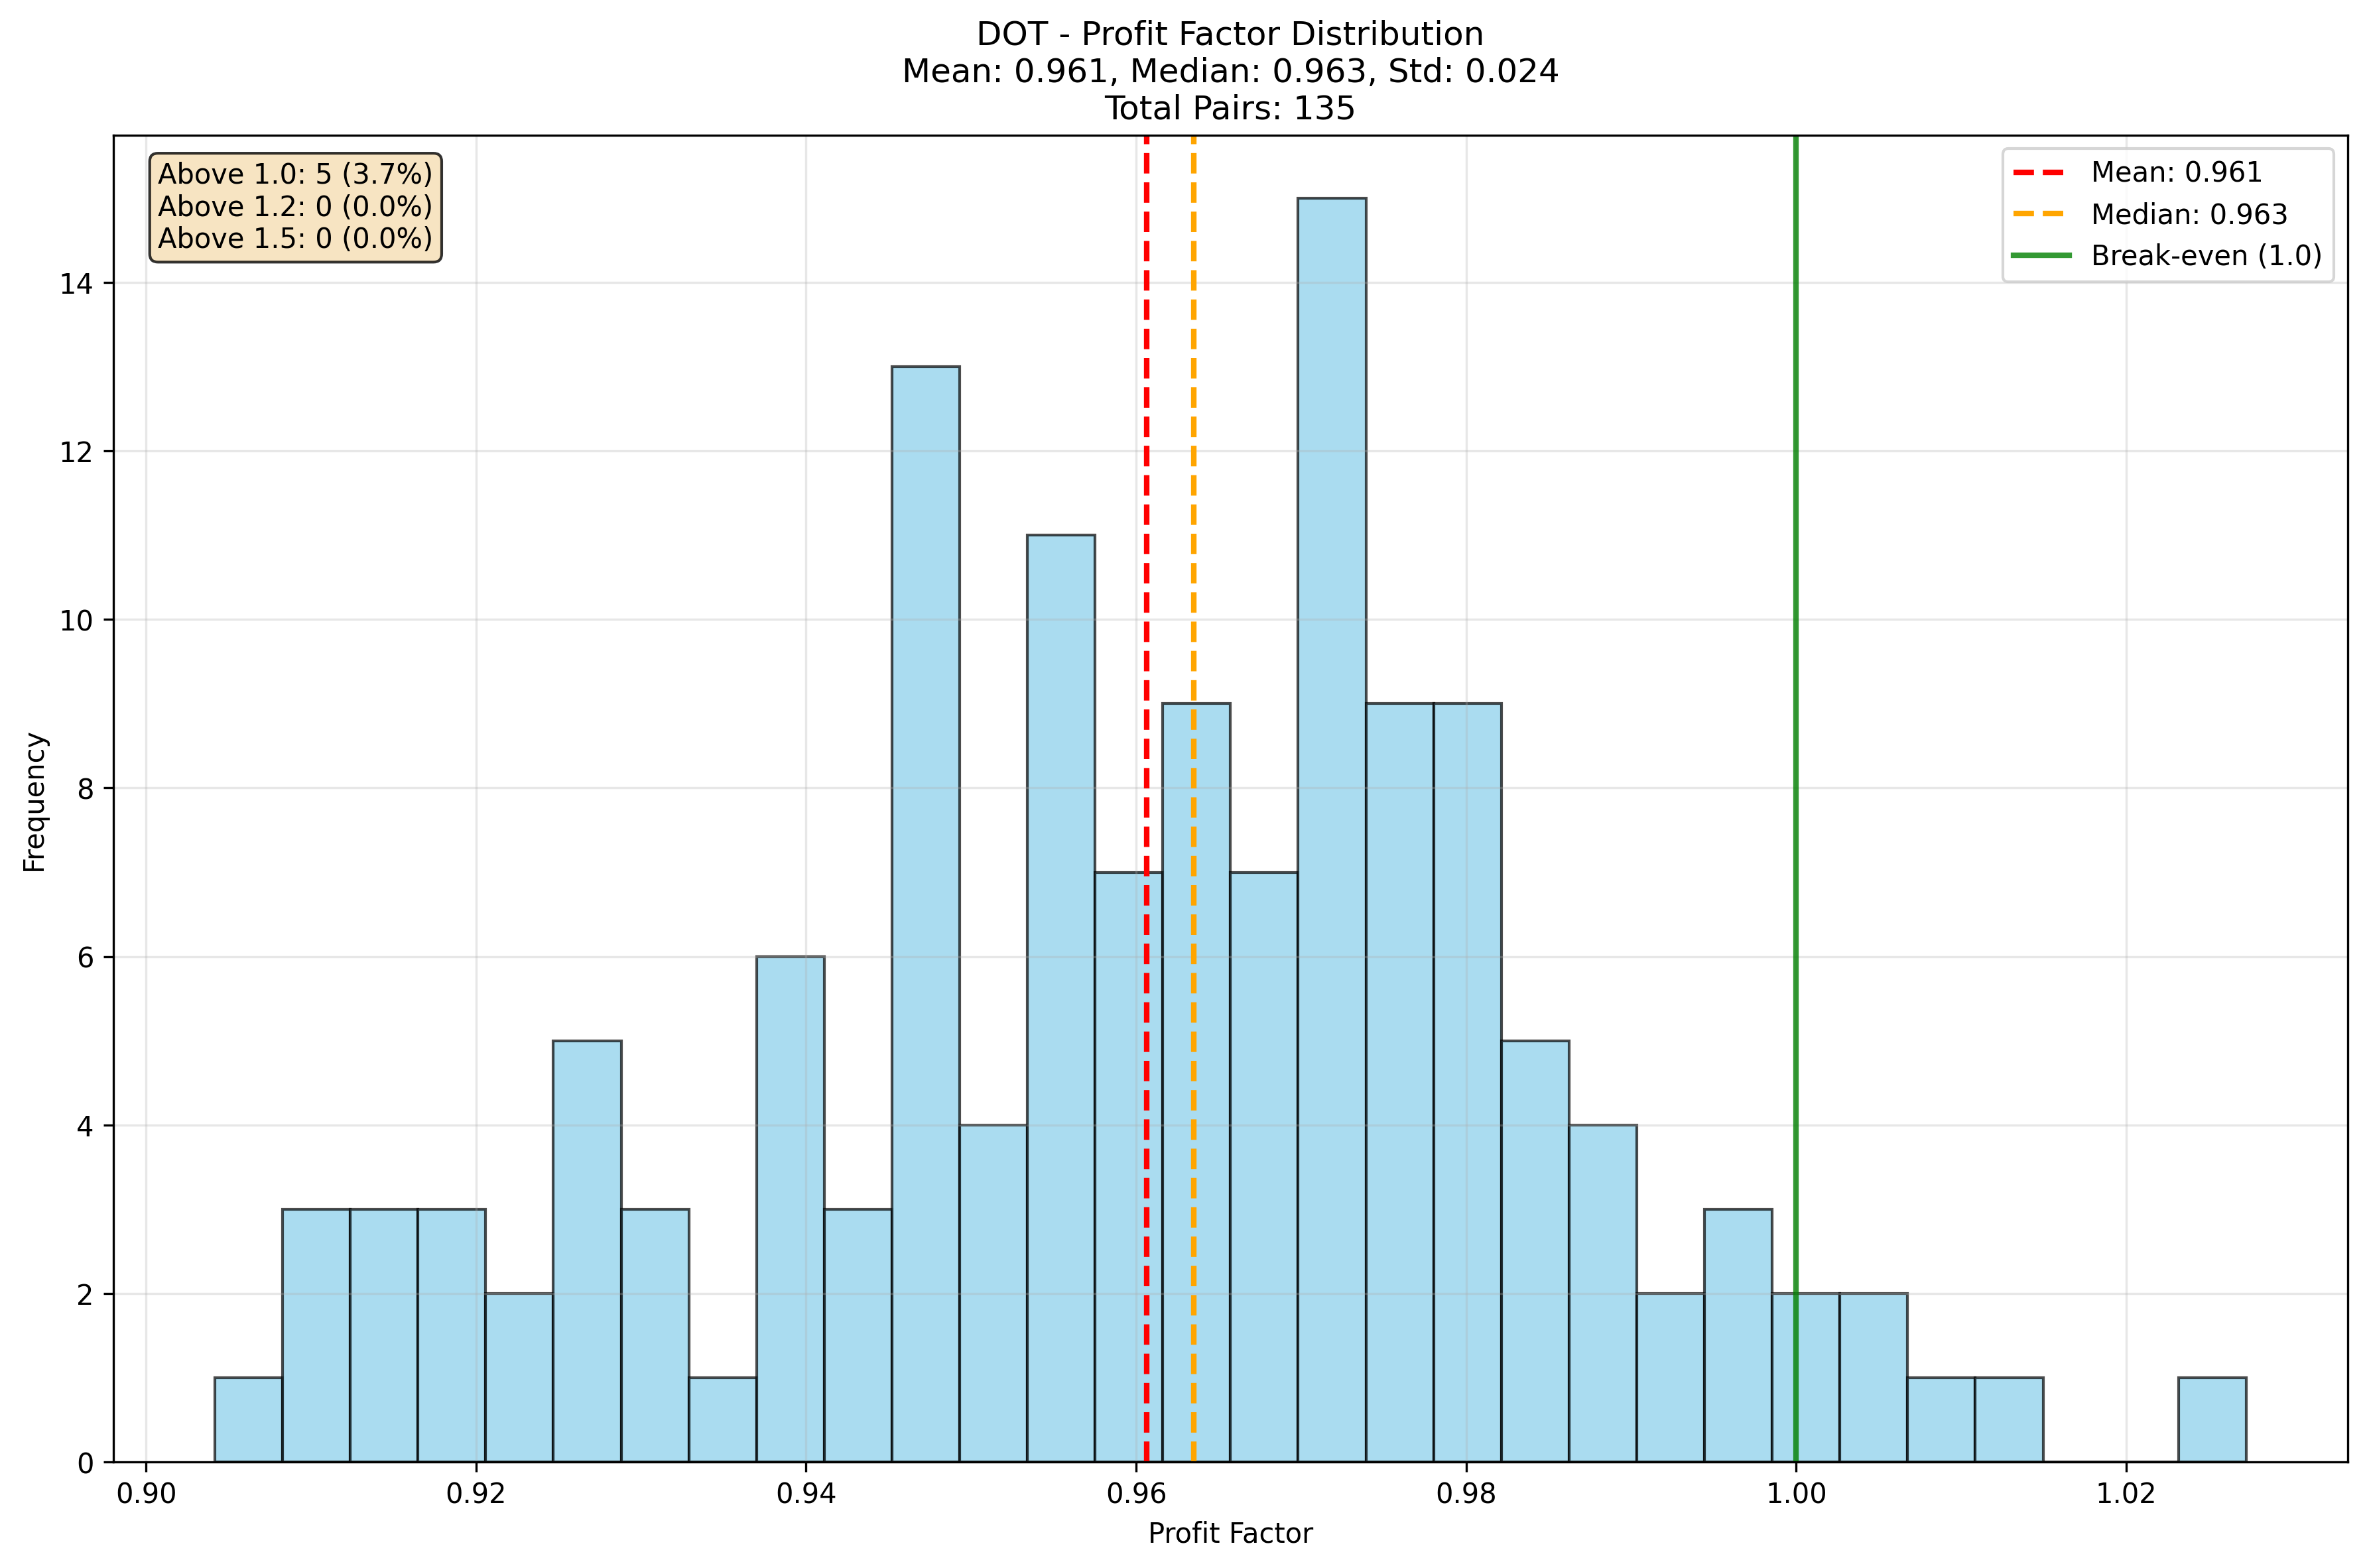 DOT - Profit Factor Distribution
Mean: 0.961, Median: 0.963, Std: 0.024
Total Pairs: 135
Above 1.0: 5 (3.7%)
Above 1.2: 0 (0.0%)
Above 1.5: 0 (0.0%)
Mean: 0.961
Median: 0.963
Break-even (1.0)
Frequency
14
12
10
8
6
4
2
0
0.90 0.92 0.94 0.96 0.98 1.00 1.02
Profit Factor